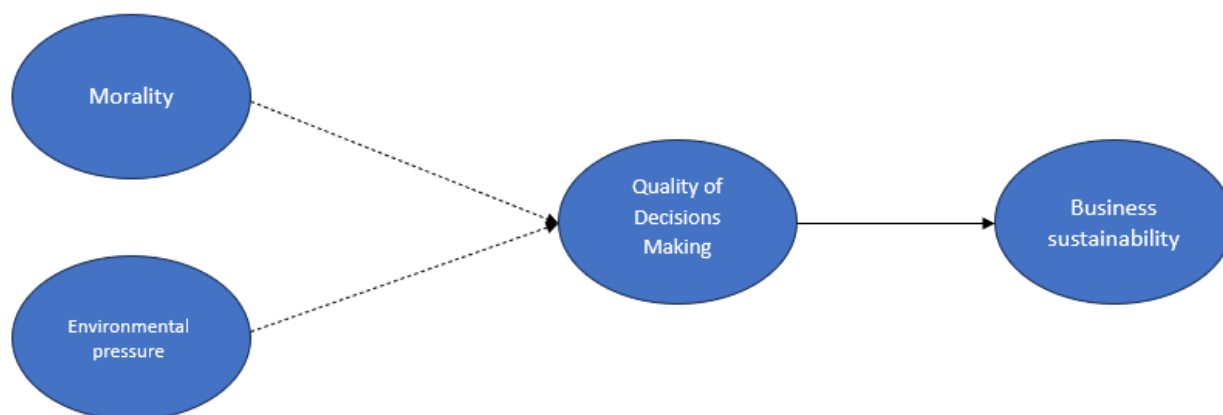 Morality
Environmental
pressure
Quality of
Decisions
Making
Business
sustainability